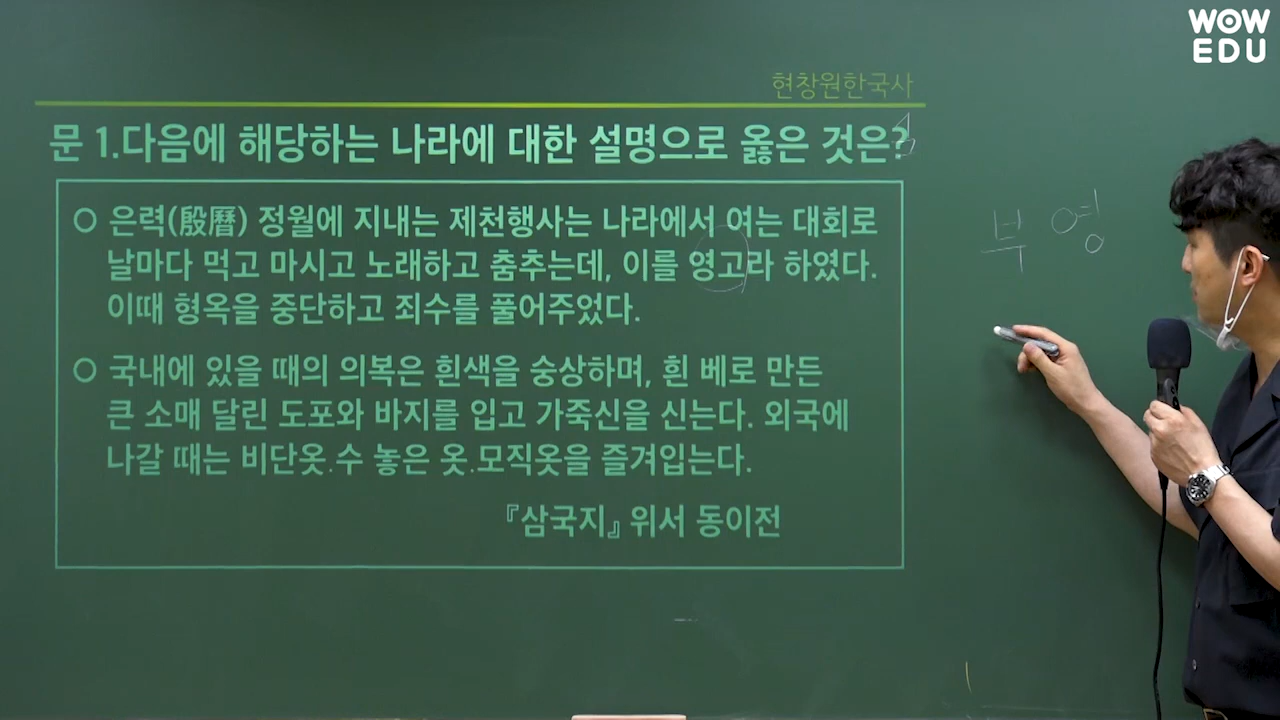 WOW
EDU
현창원한국사
문 1.다음에 해당하는 나라에 대한 설명으로 옳은 것은?
○ 은력(殷曆) 정월에 지내는 제천행사는 나라에서 여는 대회로
날마다 먹고 마시고 노래하고 춤추는데, 이를 영고라 하였다.
이때 형옥을 중단하고 죄수를 풀어주었다.
○ 국내에 있을 때의 의복은 흰색을 숭상하며, 흰 베로 만든
큰 소매 달린 도포와 바지를 입고 가죽신을 신는다. 외국에
나갈 때는 비단옷․수 놓은 옷․모직옷을 즐겨입는다.
『삼국지』 위서 동이전
부 영